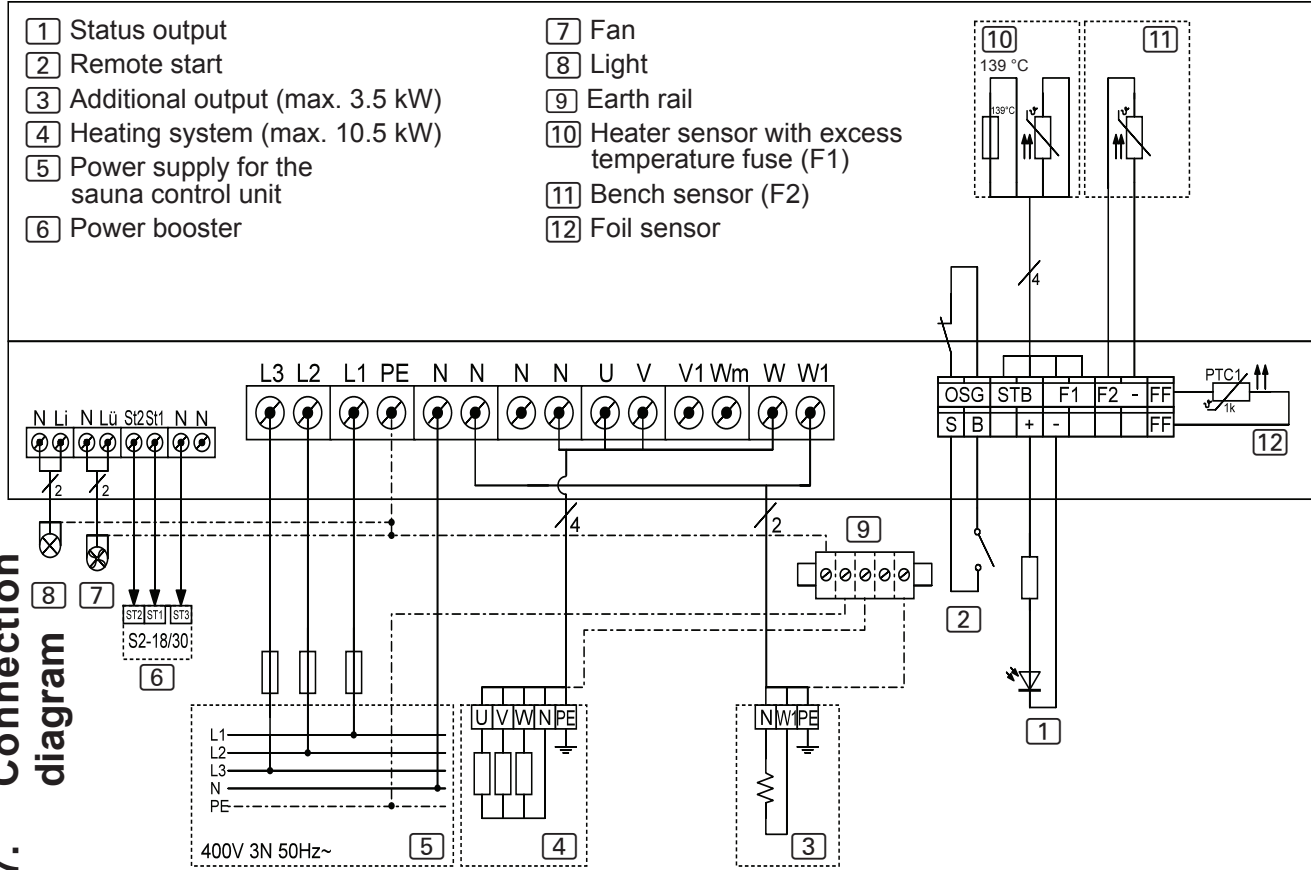 1 Status output
2 Remote start
3 Additional output (max. 3.5 kW)
4 Heating system (max. 10.5 kW)
5 Power supply for the
sauna control unit
6 Power booster
7 Fan
8 Light
9 Earth rail
10 Heater sensor with excess
temperature fuse (F1)
11 Bench sensor (F2)
12 Foil sensor
10
139 °C
139°C
ϑ
11
ϑ
4
L3 L2 L1 PE N N N N U V V1 Wm W W1
N Li N Lü St2 St1 N N
OSG STB F1 F2 - FF
S B + - FF
PTC1
ϑ
1k
12
2
2
4
2
9
8
7
ST2 ST1 ST3
S2-18/30
6
2
1
U V W N PE
N W1 PE
L1
L2
L3
N
PE
400V 3N 50Hz~
5
4
3
7. Connection
diagram